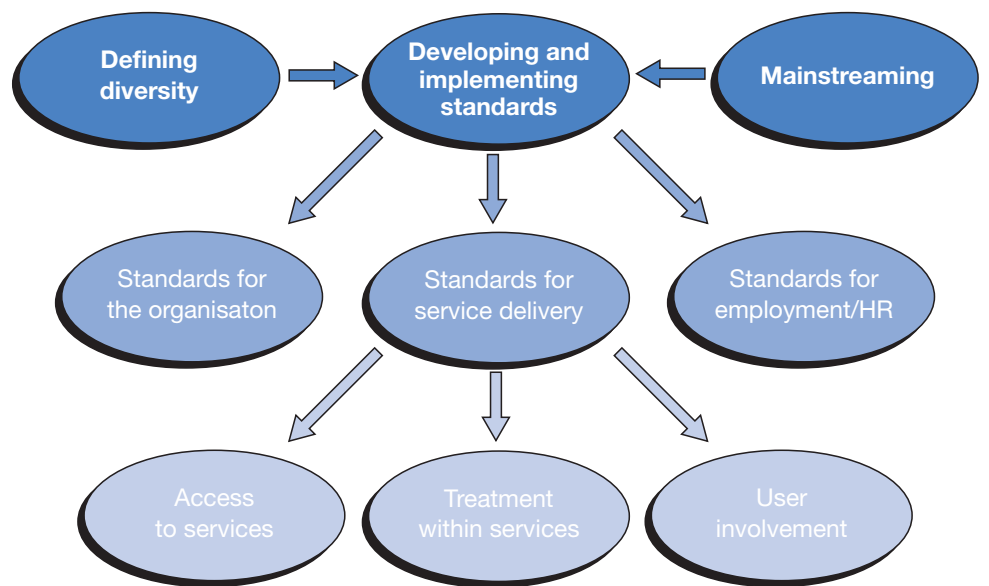 Defining
diversity
Developing and
implementing
standards
Mainstreaming
Standards for
the organisaton
Standards for
service delivery
Standards for
employment/HR
Access
to services
Treatment
within services
User
involvement